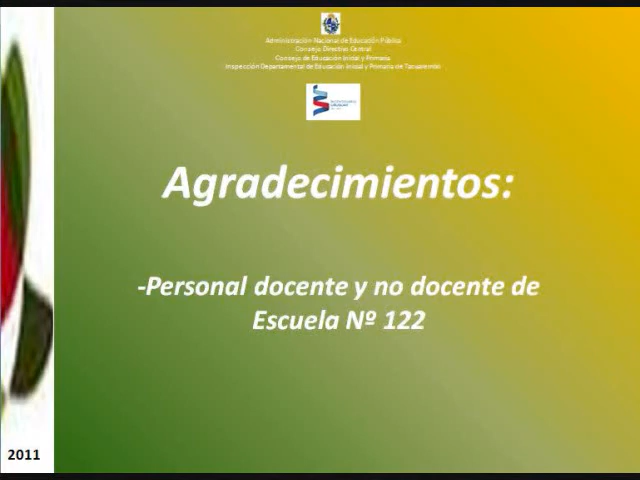 Administración Nacional de Educación Pública
Consejo Directivo Central
Consejo de Educación Inicial y Primaria
Inspección Departamental de Educación Inicial y Primaria de Tacuarembó
Agradecimientos:
-Personal docente y no docente de
Escuela Nº 122
2011